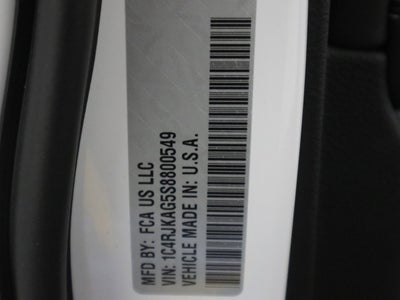 MFD BY: FCA US LLC
VIN: 1C4RJKAG5S8800549
VEHICLE MADE IN: U.S.A.